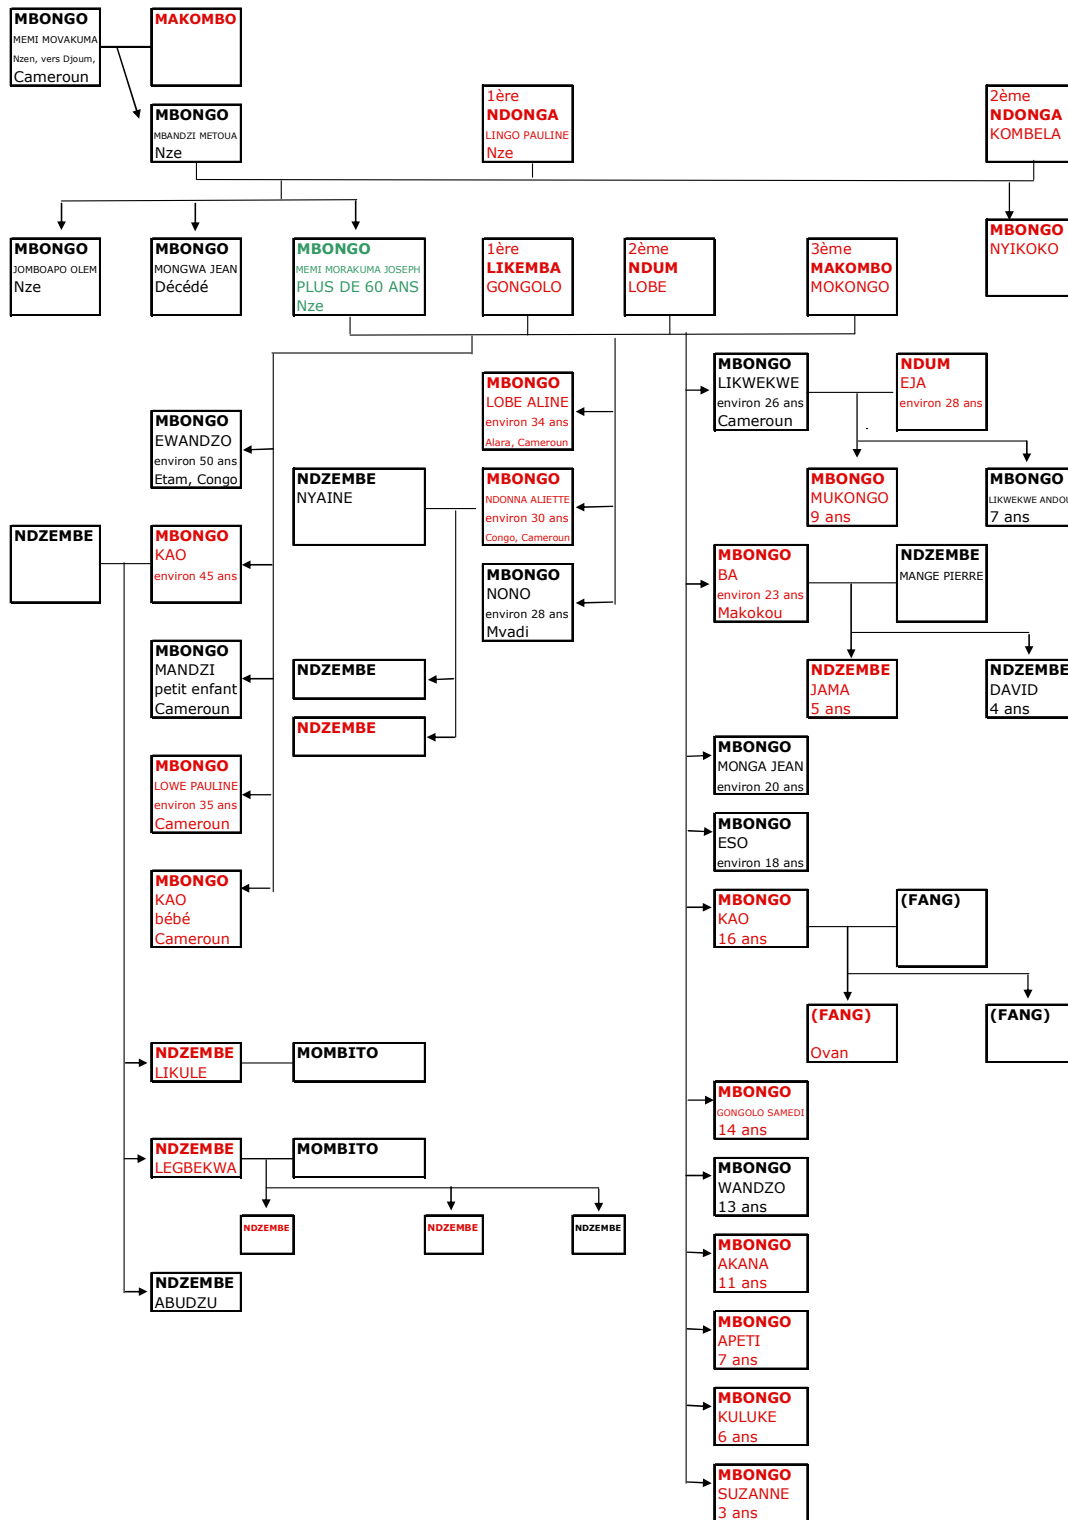 MBONGO
MEMI MOVAKUMA
Nzen, vers Djoum,
Cameroun
MAKOMBO
MBONGO
MBANDZI METOUA
Nze
1ère
NDONGA
LINGO PAULINE
Nze
2ème
NDONGA
KOMBELA
MBONGO
JOMBOAPO OLEM
Nze
MBONGO
MONGWA JEAN
Décédé
MBONGO
MEMI MORAKUMA JOSEPH
PLUS DE 60 ANS
Nze
1ère
LIKEMBA
GONGOLO
2ème
NDUM
LOBE
3ème
MAKOMBO
MOKONGO
MBONGO
NYIKOKO
MBONGO
EWANDZO
environ 50 ans
Etam, Congo
NDZEMBE
MBONGO
KAO
environ 45 ans
MBONGO
MANDZI
petit enfant
Cameroun
MBONGO
LOWE PAULINE
environ 35 ans
Cameroun
MBONGO
KAO
bébé
Cameroun
NDZEMBE
LIKULE
MOMBITO
NDZEMBE
LEGBEKWA
MOMBITO
NDZEMBE
NDZEMBE
NDZEMBE
NDZEMBE
ABUDZU
MBONGO
LOBE ALINE
environ 34 ans
Alara, Cameroun
NDZEMBE
NYAINE
MBONGO
NDONNA ALIETTE
environ 30 ans
Congo, Cameroun
MBONGO
NONO
environ 28 ans
Mvadi
NDZEMBE
NDZEMBE
MBONGO
LIKWEKWE
environ 26 ans
Cameroun
NDUM
EJA
environ 28 ans
MBONGO
MUKONGO
9 ans
MBONGO
LIKWEKWE ANDOU
7 ans
MBONGO
BA
environ 23 ans
Makokou
NDZEMBE
MANGE PIERRE
NDZEMBE
JAMA
5 ans
NDZEMBE
DAVID
4 ans
MBONGO
MONGA JEAN
environ 20 ans
MBONGO
ESO
environ 18 ans
MBONGO
KAO
16 ans
(FANG)
(FANG)
Ovan
(FANG)
MBONGO
GONGOLO SAMEDI
14 ans
MBONGO
WANDZO
13 ans
MBONGO
AKANA
11 ans
MBONGO
APETI
7 ans
MBONGO
KULUKE
6 ans
MBONGO
SUZANNE
3 ans